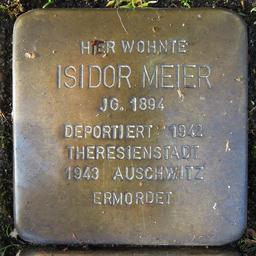 HIER WOHNTE
ISIDOR MEIER
JG. 1894
DEPORTIERT 1942
THERESIENSTADT
1943 AUSCHWITZ
ERMORDET